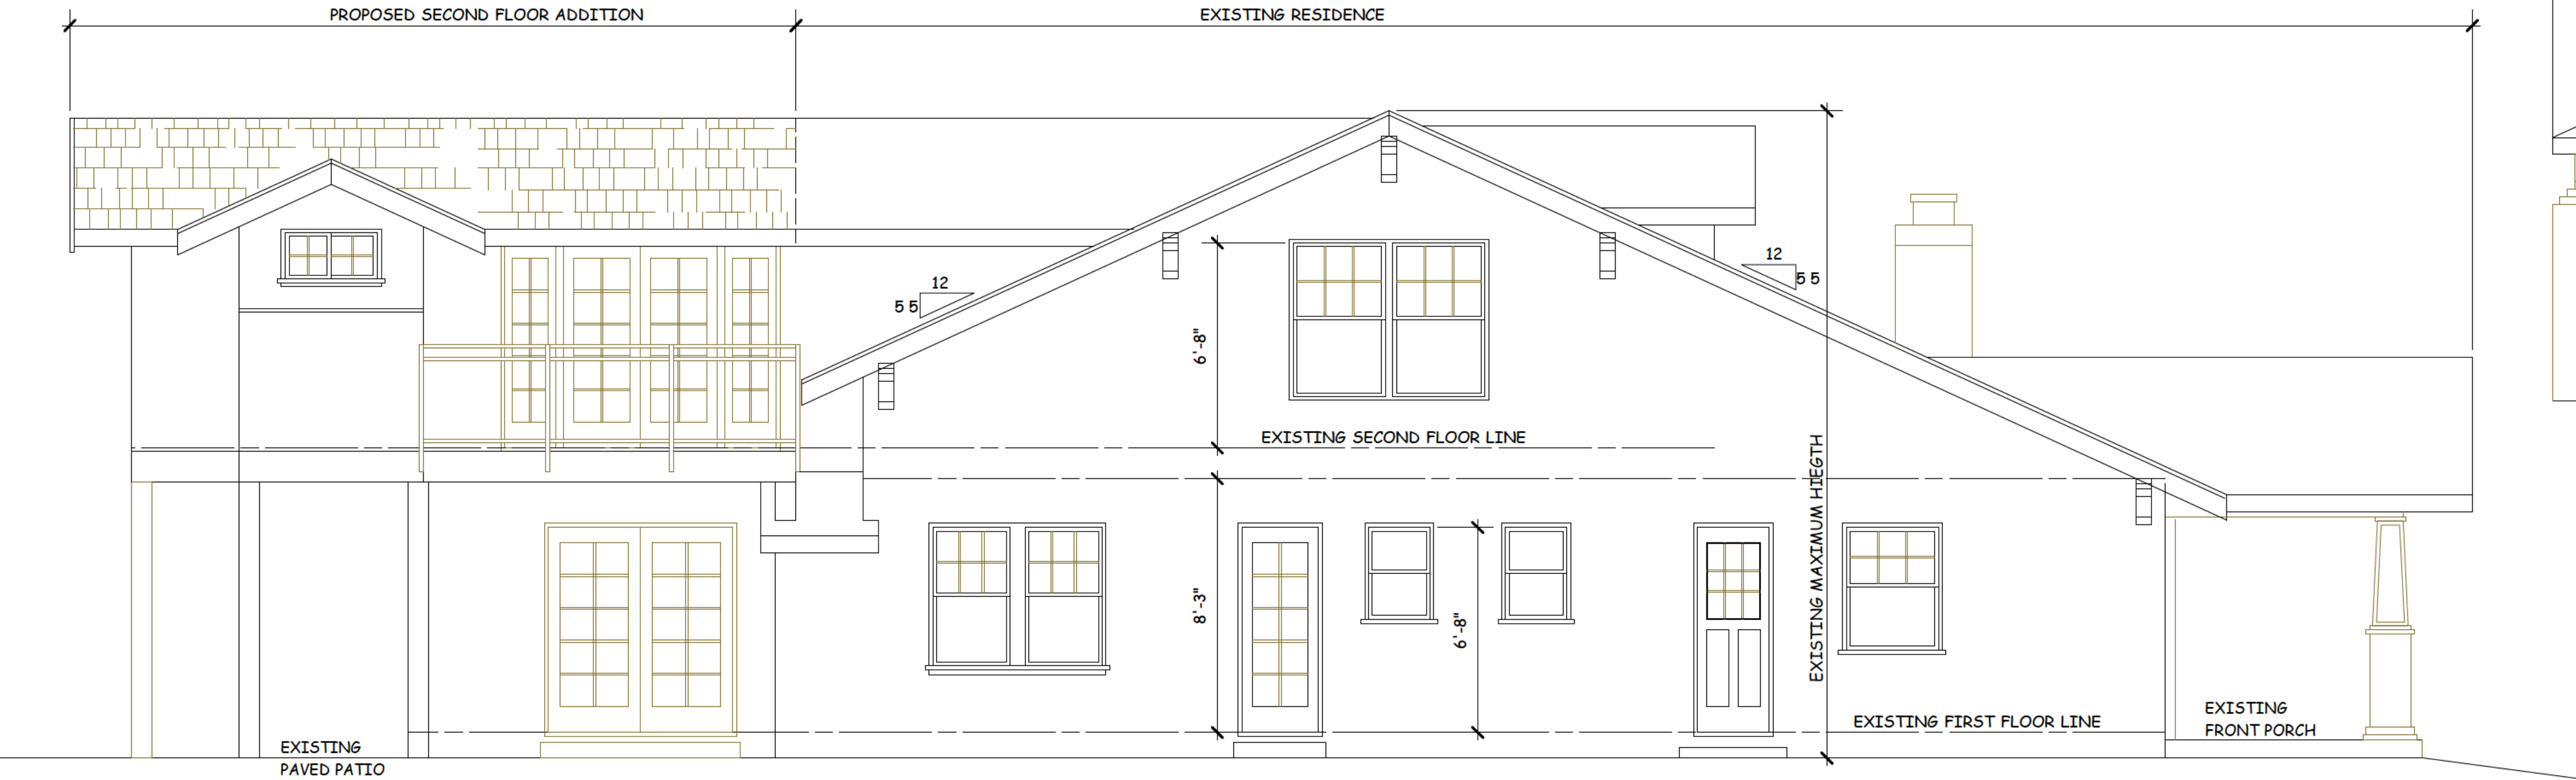 PROPOSED SECOND FLOOR ADDITION
EXISTING RESIDENCE
12
5 5
12
5 5
6'-8"
EXISTING SECOND FLOOR LINE
EXISTING MAXIMUM HIEGTH
8'-3"
6'-8"
EXISTING FIRST FLOOR LINE
EXISTING
FRONT PORCH
EXISTING
PAVED PATIO